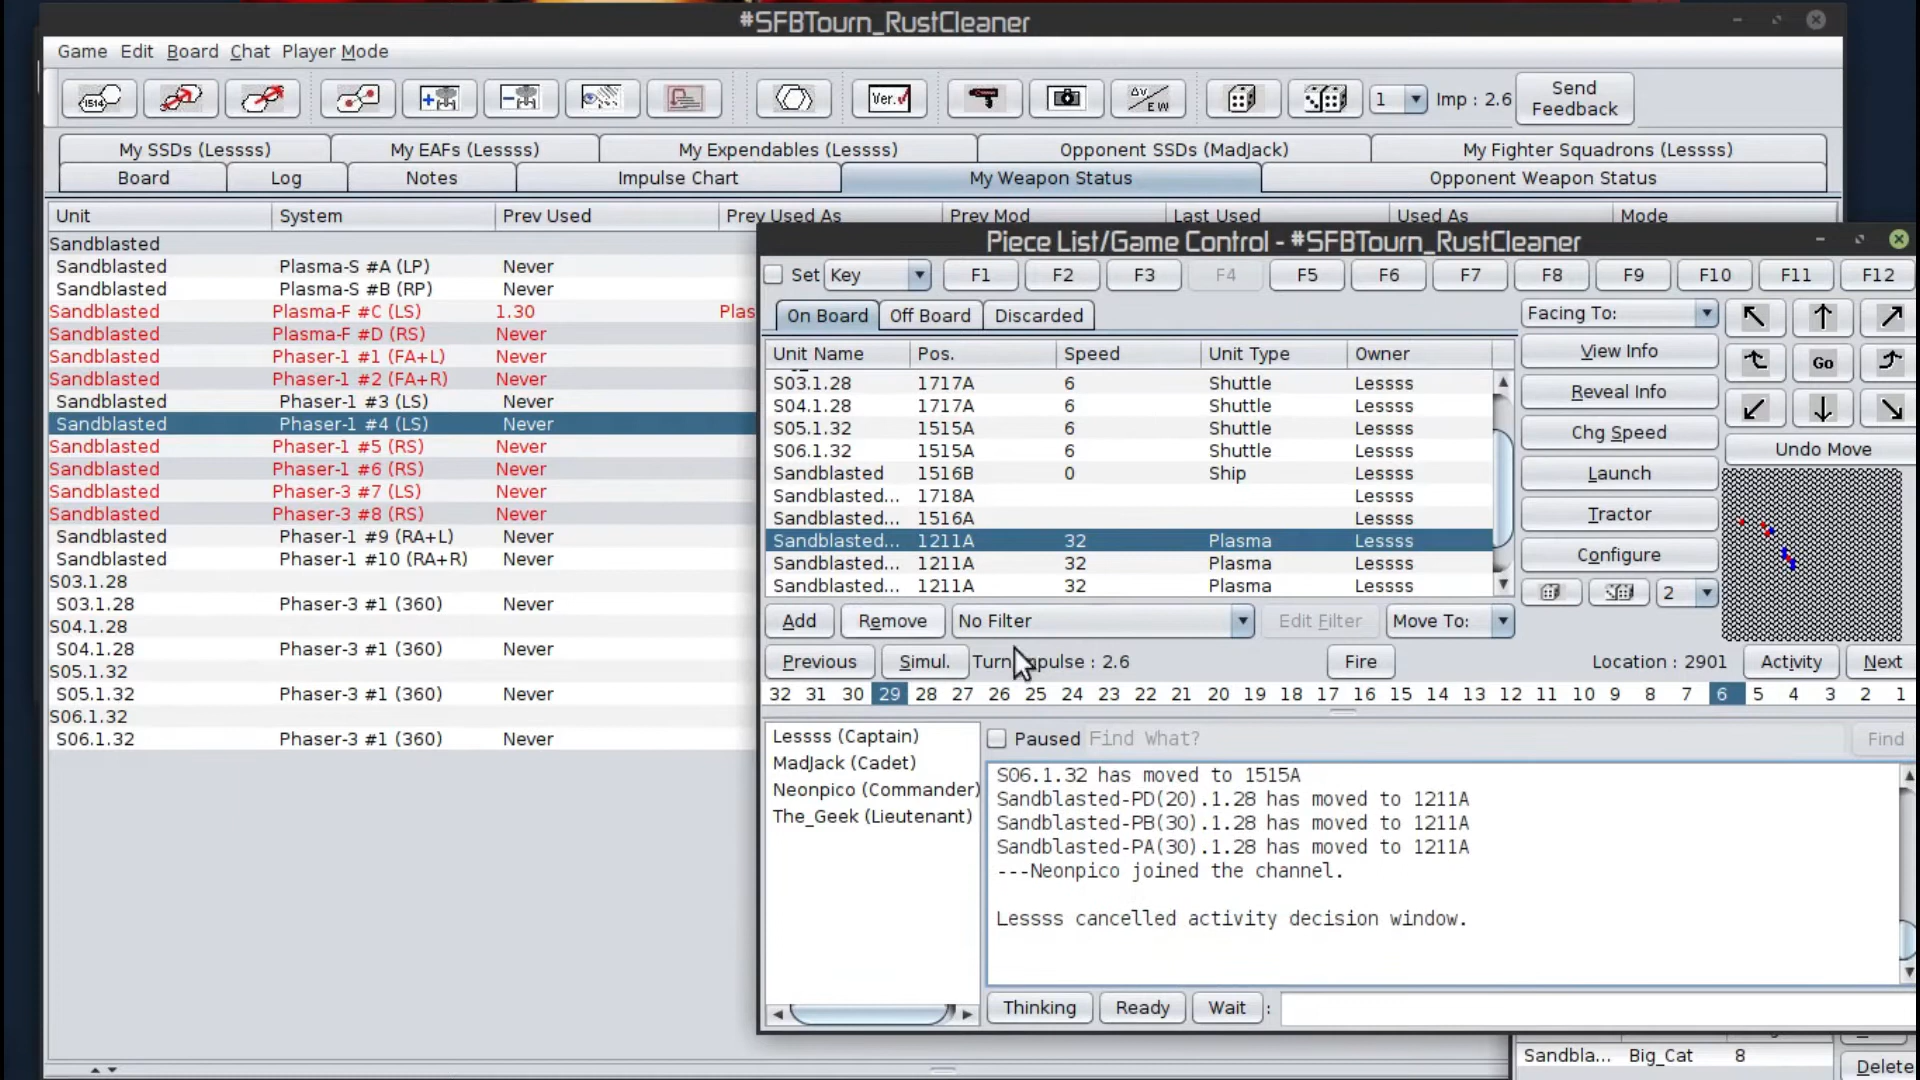 #SFBTourn_RustCleaner
Game Edit Board Chat Player Mode
1514 Ver. ΔV/EW 1 Imp : 2.6 Send Feedback
My SSDs (Lessss) My EAFs (Lessss) My Expendables (Lessss) Opponent SSDs (MadJack) My Fighter Squadrons (Lessss)
Board Log Notes Impulse Chart My Weapon Status Opponent Weapon Status
Unit System Prev Used Prev Used As Prev Mod Last Used Used As Mode
Sandblasted
Sandblasted Plasma-S #A (LP) Never
Sandblasted Plasma-S #B (RP) Never
Sandblasted Plasma-F #C (LS) 1.30 Plas
Sandblasted Plasma-F #D (RS) Never
Sandblasted Phaser-1 #1 (FA+L) Never
Sandblasted Phaser-1 #2 (FA+R) Never
Sandblasted Phaser-1 #3 (LS) Never
Sandblasted Phaser-1 #4 (LS) Never
Sandblasted Phaser-1 #5 (RS) Never
Sandblasted Phaser-1 #6 (RS) Never
Sandblasted Phaser-3 #7 (LS) Never
Sandblasted Phaser-3 #8 (RS) Never
Sandblasted Phaser-1 #9 (RA+L) Never
Sandblasted Phaser-1 #10 (RA+R) Never
S03.1.28
S03.1.28 Phaser-3 #1 (360) Never
S04.1.28
S04.1.28 Phaser-3 #1 (360) Never
S05.1.32
S05.1.32 Phaser-3 #1 (360) Never
S06.1.32
S06.1.32 Phaser-3 #1 (360) Never
Piece List/Game Control - #SFBTourn_RustCleaner
Set Key F1 F2 F3 F4 F5 F6 F7 F8 F9 F10 F11 F12
On Board Off Board Discarded
Unit Name Pos. Speed Unit Type Owner
S03.1.28 1717A 6 Shuttle Lessss
S04.1.28 1717A 6 Shuttle Lessss
S05.1.32 1515A 6 Shuttle Lessss
S06.1.32 1515A 6 Shuttle Lessss
Sandblasted 1516B 0 Ship Lessss
Sandblasted... 1718A Lessss
Sandblasted... 1516A Lessss
Sandblasted... 1211A 32 Plasma Lessss
Sandblasted... 1211A 32 Plasma Lessss
Sandblasted... 1211A 32 Plasma Lessss
Facing To:
View Info
Reveal Info
Chg Speed
Launch
Tractor
Configure
2
Go
Undo Move
Add Remove No Filter Edit Filter Move To:
Previous Simul. Turn mpulse : 2.6 Fire Location : 2901 Activity Next
32 31 30 29 28 27 26 25 24 23 22 21 20 19 18 17 16 15 14 13 12 11 10 9 8 7 6 5 4 3 2 1
Lessss (Captain)
MadJack (Cadet)
Neonpico (Commander)
The_Geek (Lieutenant)
Paused Find What? Find
S06.1.32 has moved to 1515A
Sandblasted-PD(20).1.28 has moved to 1211A
Sandblasted-PB(30).1.28 has moved to 1211A
Sandblasted-PA(30).1.28 has moved to 1211A
---Neonpico joined the channel.
Lessss cancelled activity decision window.
Thinking Ready Wait :
Sandbla... Big_Cat 8
Delete